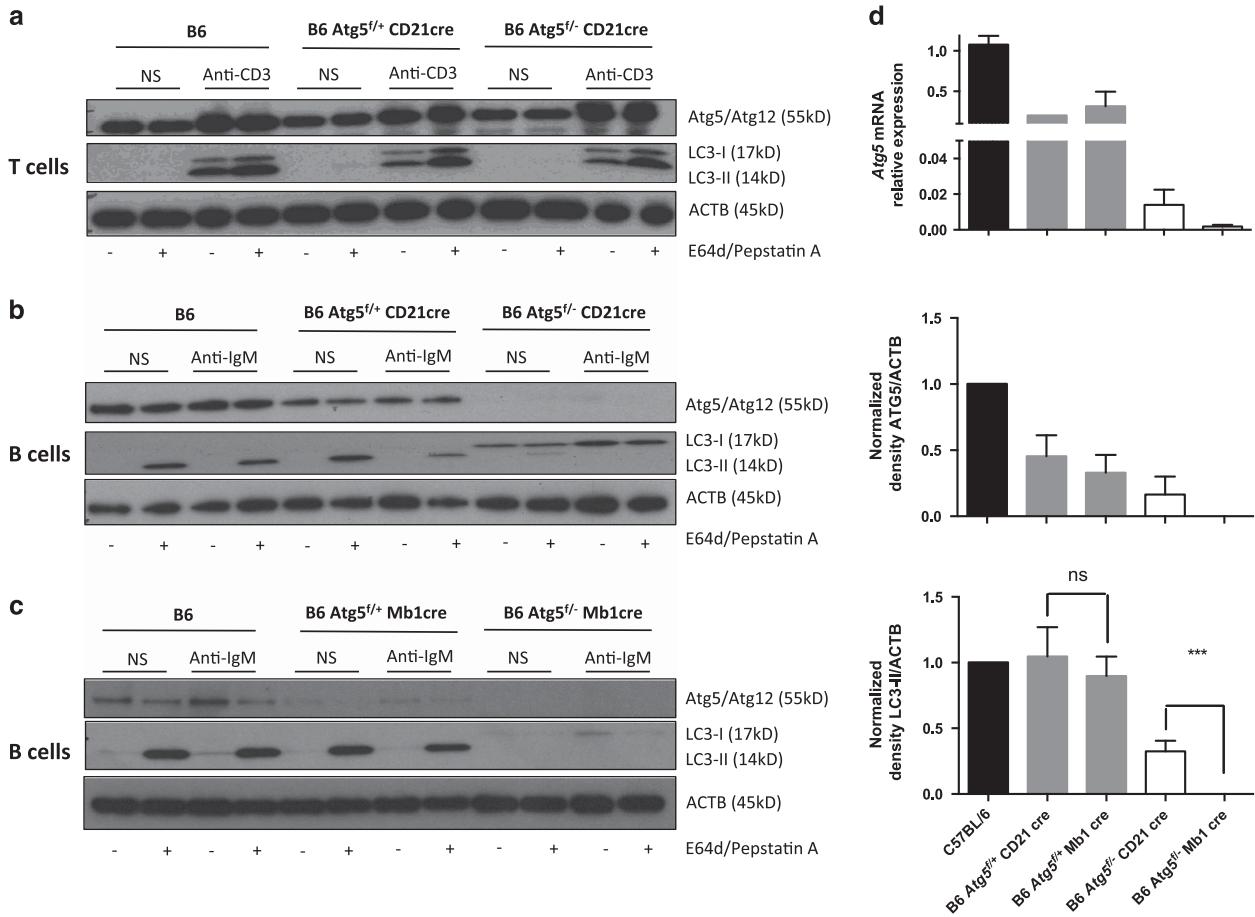 a
B6
B6 Atg5f/+ CD21cre
B6 Atg5f/- CD21cre
NS
Anti-CD3
NS
Anti-CD3
NS
Anti-CD3
T cells
Atg5/Atg12 (55kD)
LC3-I (17kD)
LC3-II (14kD)
ACTB (45kD)
- + - + - + - + - + - +
E64d/Pepstatin A
b
B6
B6 Atg5f/+ CD21cre
B6 Atg5f/- CD21cre
NS
Anti-IgM
NS
Anti-IgM
NS
Anti-IgM
B cells
Atg5/Atg12 (55kD)
LC3-I (17kD)
LC3-II (14kD)
ACTB (45kD)
- + - + - + - + - + - +
E64d/Pepstatin A
c
B6
B6 Atg5f/+ Mb1cre
B6 Atg5f/- Mb1cre
NS
Anti-IgM
NS
Anti-IgM
NS
Anti-IgM
B cells
Atg5/Atg12 (55kD)
LC3-I (17kD)
LC3-II (14kD)
ACTB (45kD)
- + - + - + - + - + - +
E64d/Pepstatin A
d
Atg5 mRNA
relative expression
1.0
0.5
0.04
0.02
0.00
Normalized
density ATG5/ACTB
1.5
1.0
0.5
0.0
Normalized
density LC3-II/ACTB
1.5
1.0
0.5
0.0
ns
***
C57BL/6
B6 Atg5f/+ CD21 cre
B6 Atg5f/+ Mb1 cre
B6 Atg5f/- CD21 cre
B6 Atg5f/- Mb1 cre